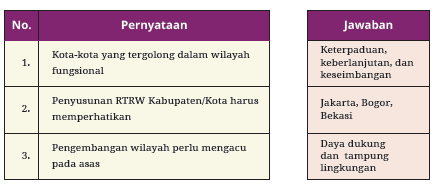 No. Pernyataan Jawaban
1. Kota-kota yang tergolong dalam wilayah
fungsional
Keterpaduan,
keberlanjutan, dan
keseimbangan
2. Penyusunan RTRW Kabupaten/Kota harus
memperhatikan
Jakarta, Bogor,
Bekasi
3. Pengembangan wilayah perlu mengacu
pada asas
Daya dukung
dan tampung
lingkungan